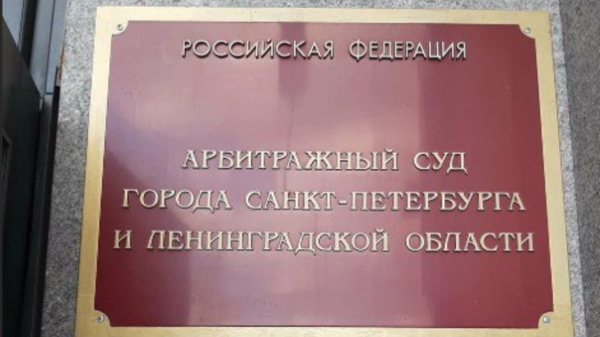 РОССИЙСКАЯ ФЕДЕРАЦИЯ
АРБИТРАЖНЫЙ СУД
ГОРОДА САНКТ-ПЕТЕРБУРГА
И ЛЕНИНГРАДСКОЙ ОБЛАСТИ